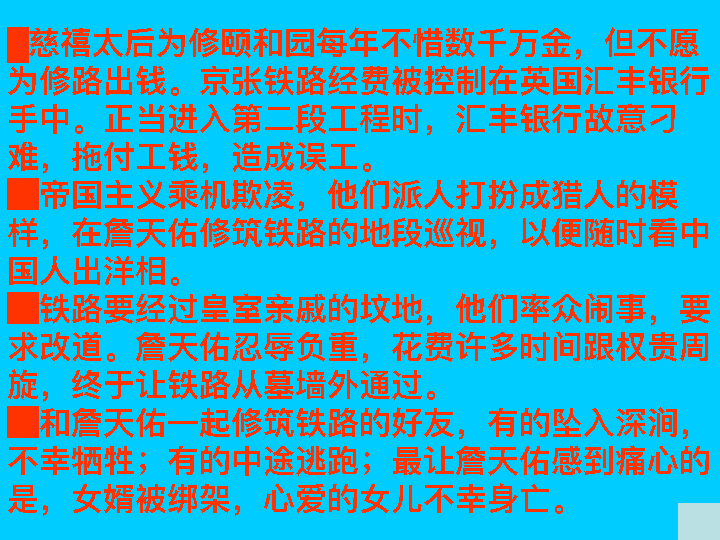 █慈禧太后为修颐和园每年不惜数千万金，但不愿
为修路出钱。京张铁路经费被控制在英国汇丰银行
手中。正当进入第二段工程时，汇丰银行故意刁
难，拖付工钱，造成误工。
█帝国主义乘机欺凌，他们派人打扮成猎人的模
样，在詹天佑修筑铁路的地段巡视，以便随时看中
国人出洋相。
█铁路要经过皇室亲戚的坟地，他们率众闹事，要
求改道。詹天佑忍辱负重，花费许多时间跟权贵周
旋，终于让铁路从墓墙外通过。
█和詹天佑一起修筑铁路的好友，有的坠入深涧，
不幸牺牲；有的中途逃跑；最让詹天佑感到痛心的
是，女婿被绑架，心爱的女儿不幸身亡。